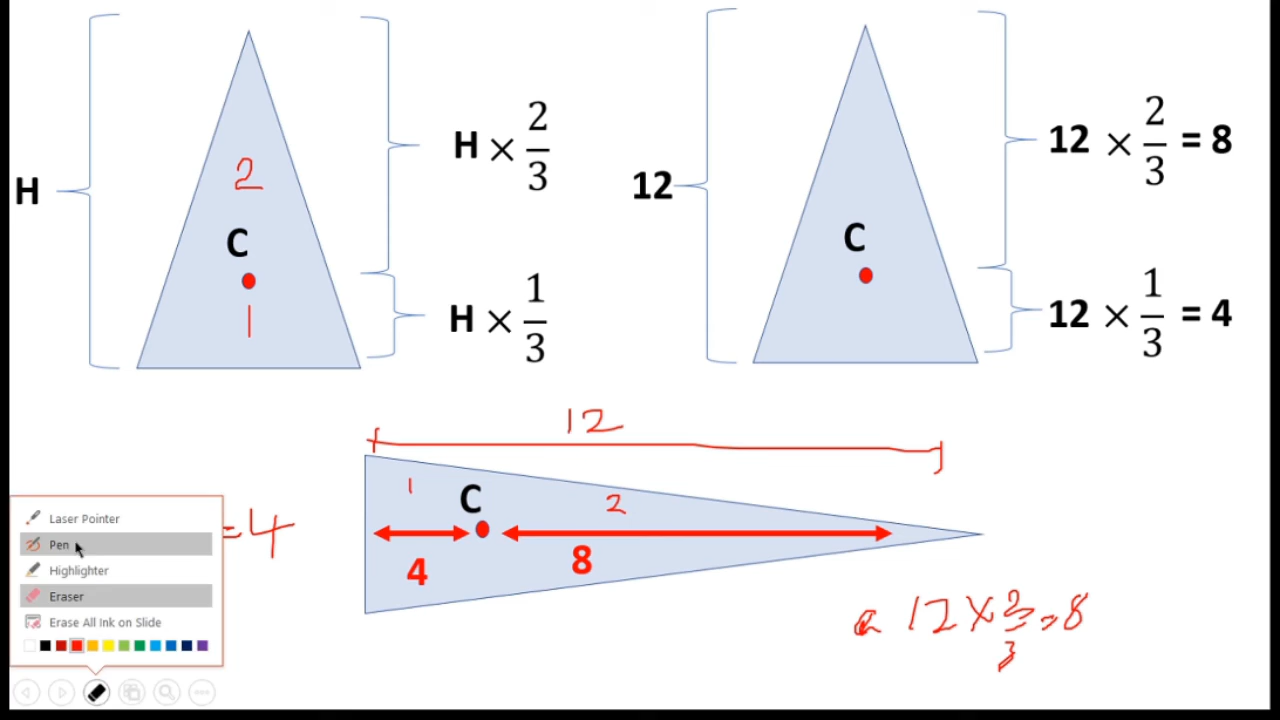 H
2
C
1
H × 2/3
H × 1/3
12
C
12 × 2/3 = 8
12 × 1/3 = 4
12
1
C
2
4
8
=4
12 × 2/3 = 8
Laser Pointer
Pen
Highlighter
Eraser
Erase All Ink on Slide